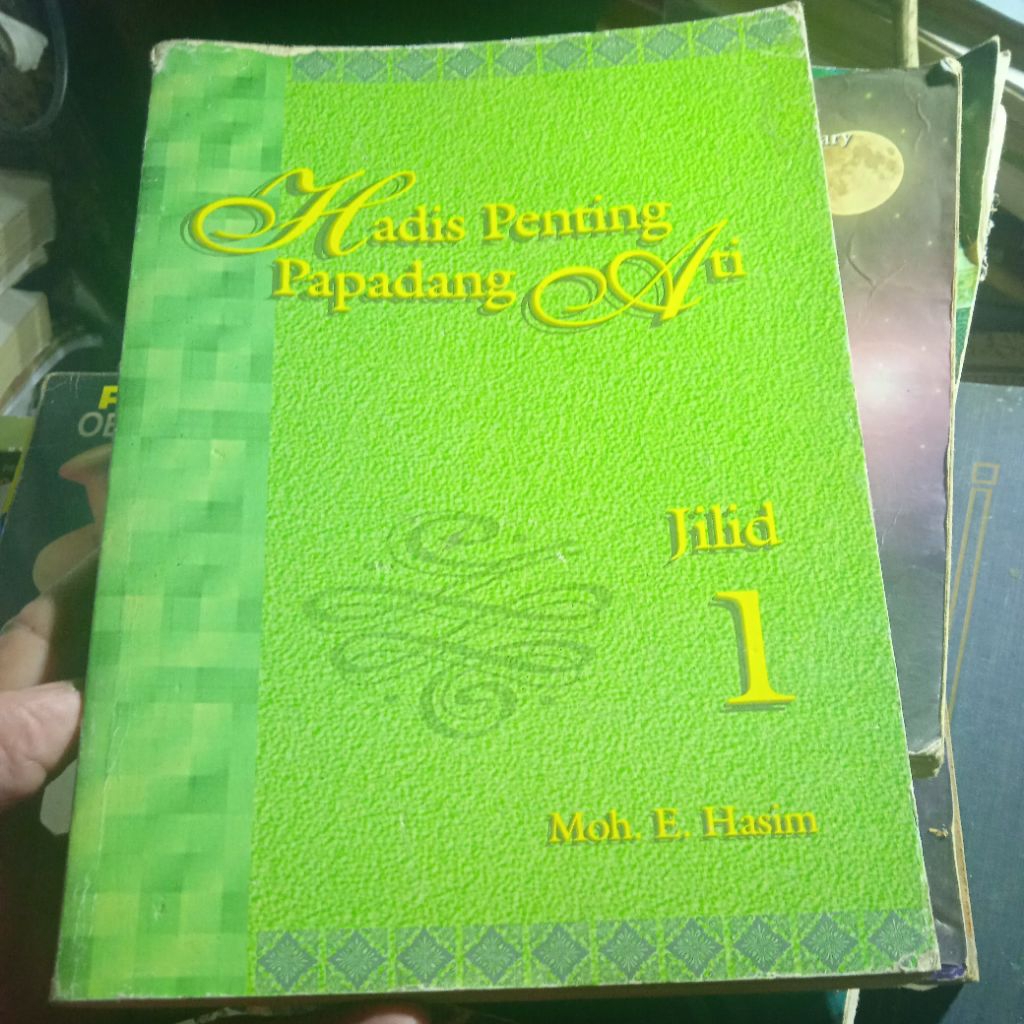 Hadis Penting
Papadang Ati
Jilid
1
Moh. E. Hasim